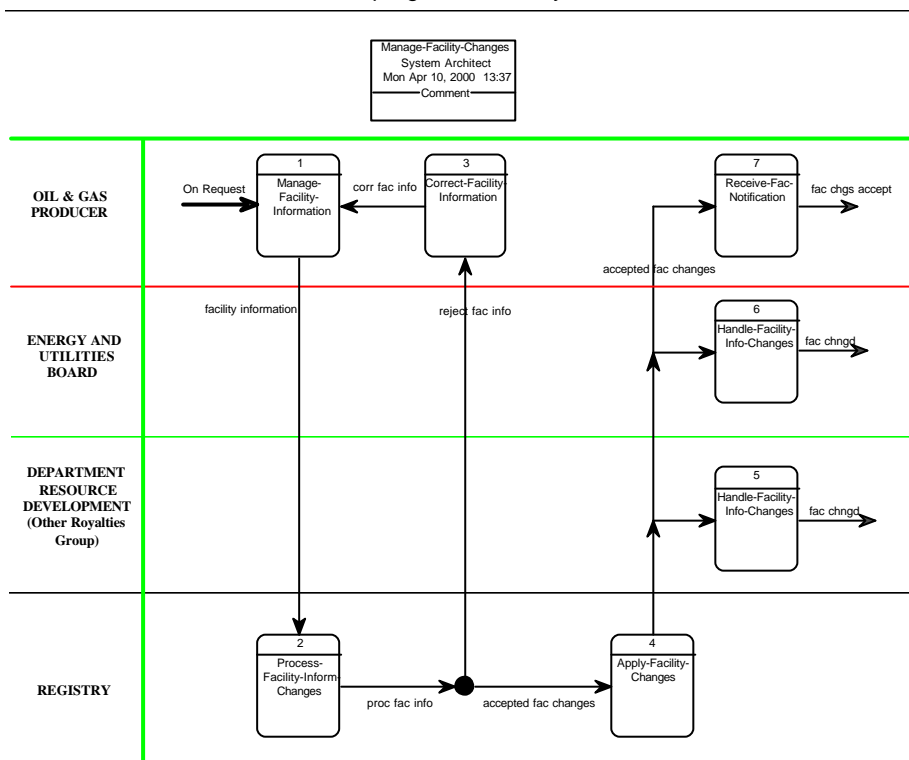 Manage-Facility-Changes
System Architect
Mon Apr 10, 2000 13:37
Comment
OIL & GAS
PRODUCER
On Request
1
Manage-
Facility-
Information
corr fac info
3
Correct-Facility-
Information
7
Receive-Fac-
Notification
fac chgs accept
accepted fac changes
facility information
reject fac info
ENERGY AND
UTILITIES
BOARD
6
Handle-Facility-
Info-Changes
fac chngd
DEPARTMENT
RESOURCE
DEVELOPMENT
(Other Royalties
Group)
5
Handle-Facility-
Info-Changes
fac chngd
REGISTRY
2
Process-
Facility-Inform-
Changes
proc fac info
accepted fac changes
4
Apply-Facility-
Changes